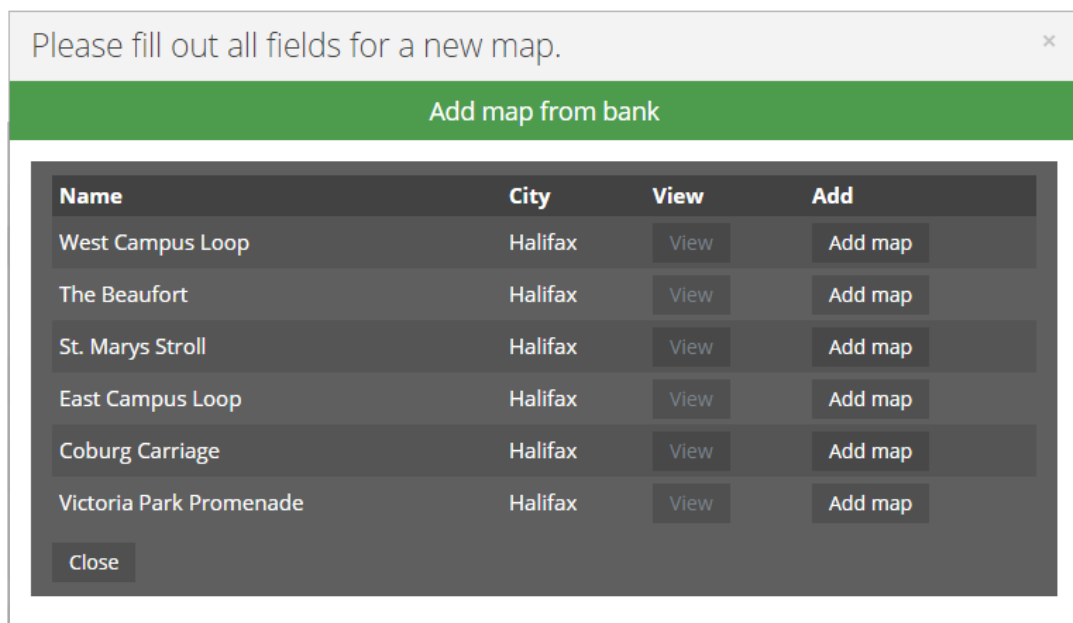 Please fill out all fields for a new map. ×
Add map from bank
Name City View Add
West Campus Loop Halifax View Add map
The Beaufort Halifax View Add map
St. Marys Stroll Halifax View Add map
East Campus Loop Halifax View Add map
Coburg Carriage Halifax View Add map
Victoria Park Promenade Halifax View Add map
Close